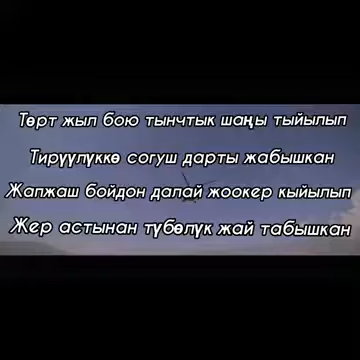 Төрт жыл бою тынчтык шаңы тыйылып
Тирүүлүккө согуш дарты жабышкан
Жапжаш бойдон далай жоокер кыйылып
Жер астынан түбөлүк жай табышкан